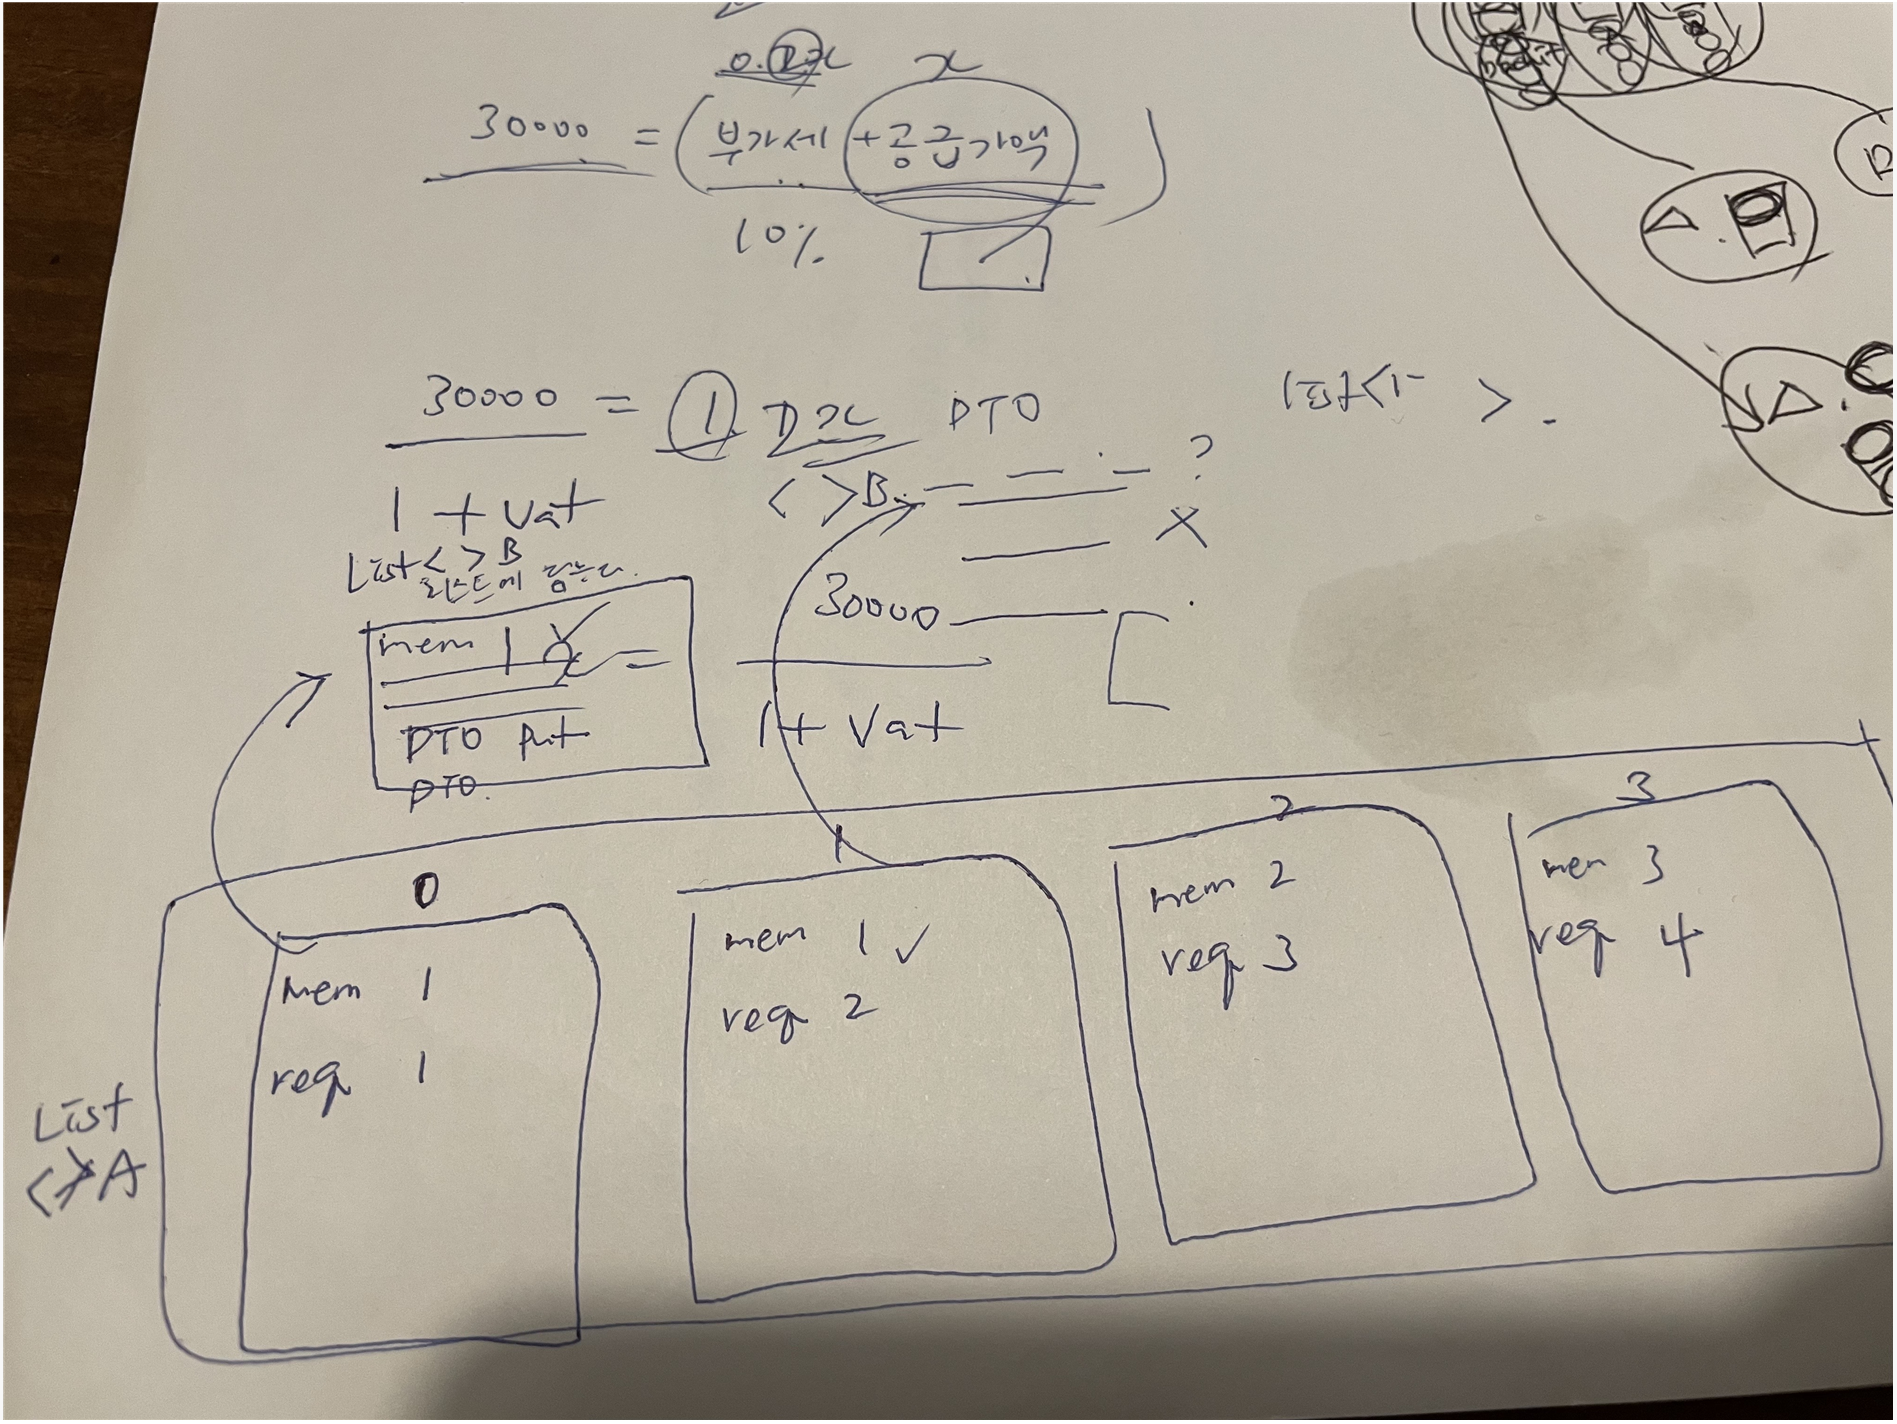 x
30000 = ( 부가세 + 공급가액 )
10%
30000 = 1. x DTO
List< >.
1 + Vat
< >B ?
X
List< >B
리스트에 담는다.
mem 1
x = 30000
1 + Vat
DTO Put
DTO.
0 1 2 3
mem 1
req 1
mem 1 ✓
req 2
mem 2
req 3
mem 3
req 4
List
< >A